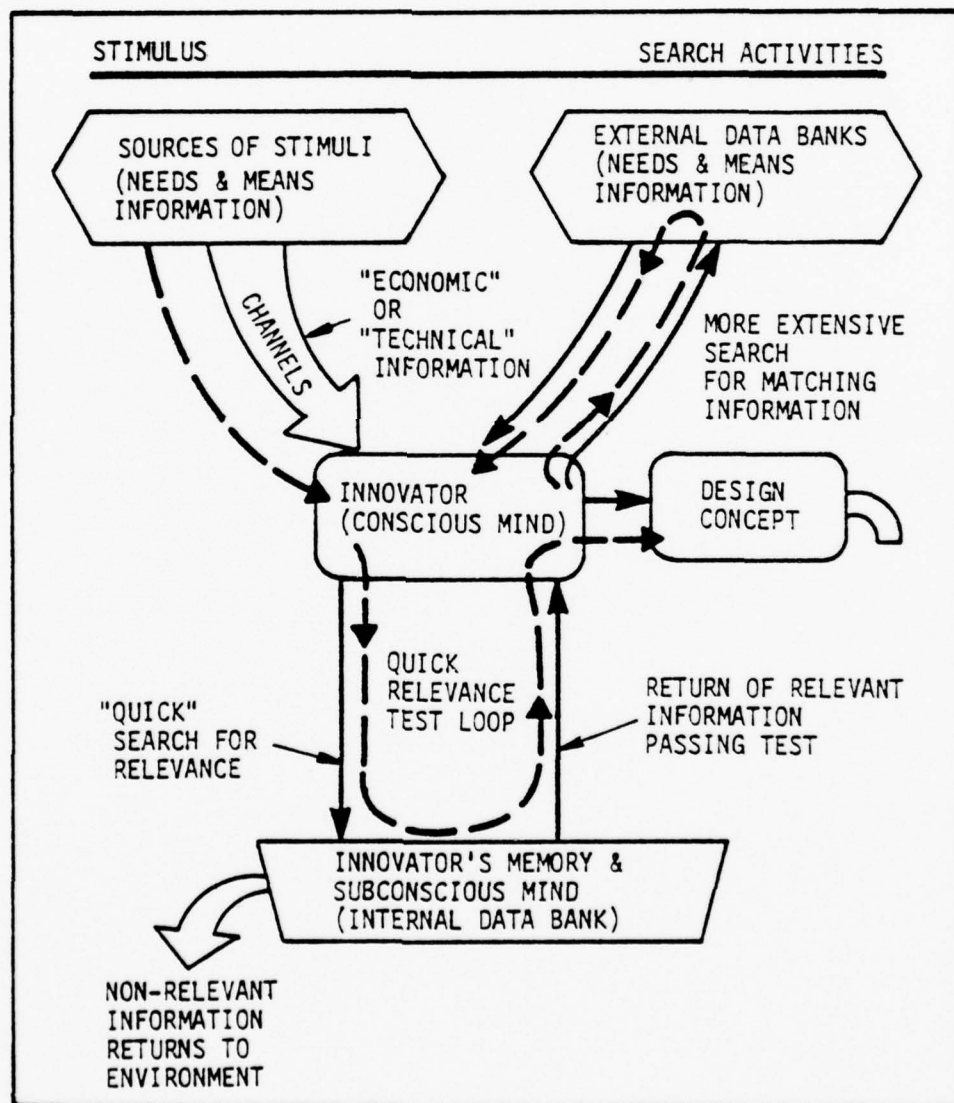 STIMULUS
SEARCH ACTIVITIES
SOURCES OF STIMULI
(NEEDS & MEANS
INFORMATION)
EXTERNAL DATA BANKS
(NEEDS & MEANS
INFORMATION)
CHANNELS
"ECONOMIC"
OR
"TECHNICAL"
INFORMATION
MORE EXTENSIVE
SEARCH
FOR MATCHING
INFORMATION
INNOVATOR
(CONSCIOUS MIND)
DESIGN
CONCEPT
QUICK
RELEVANCE
TEST LOOP
"QUICK"
SEARCH FOR
RELEVANCE
RETURN OF RELEVANT
INFORMATION
PASSING TEST
INNOVATOR'S MEMORY &
SUBCONSCIOUS MIND
(INTERNAL DATA BANK)
NON-RELEVANT
INFORMATION
RETURNS TO
ENVIRONMENT